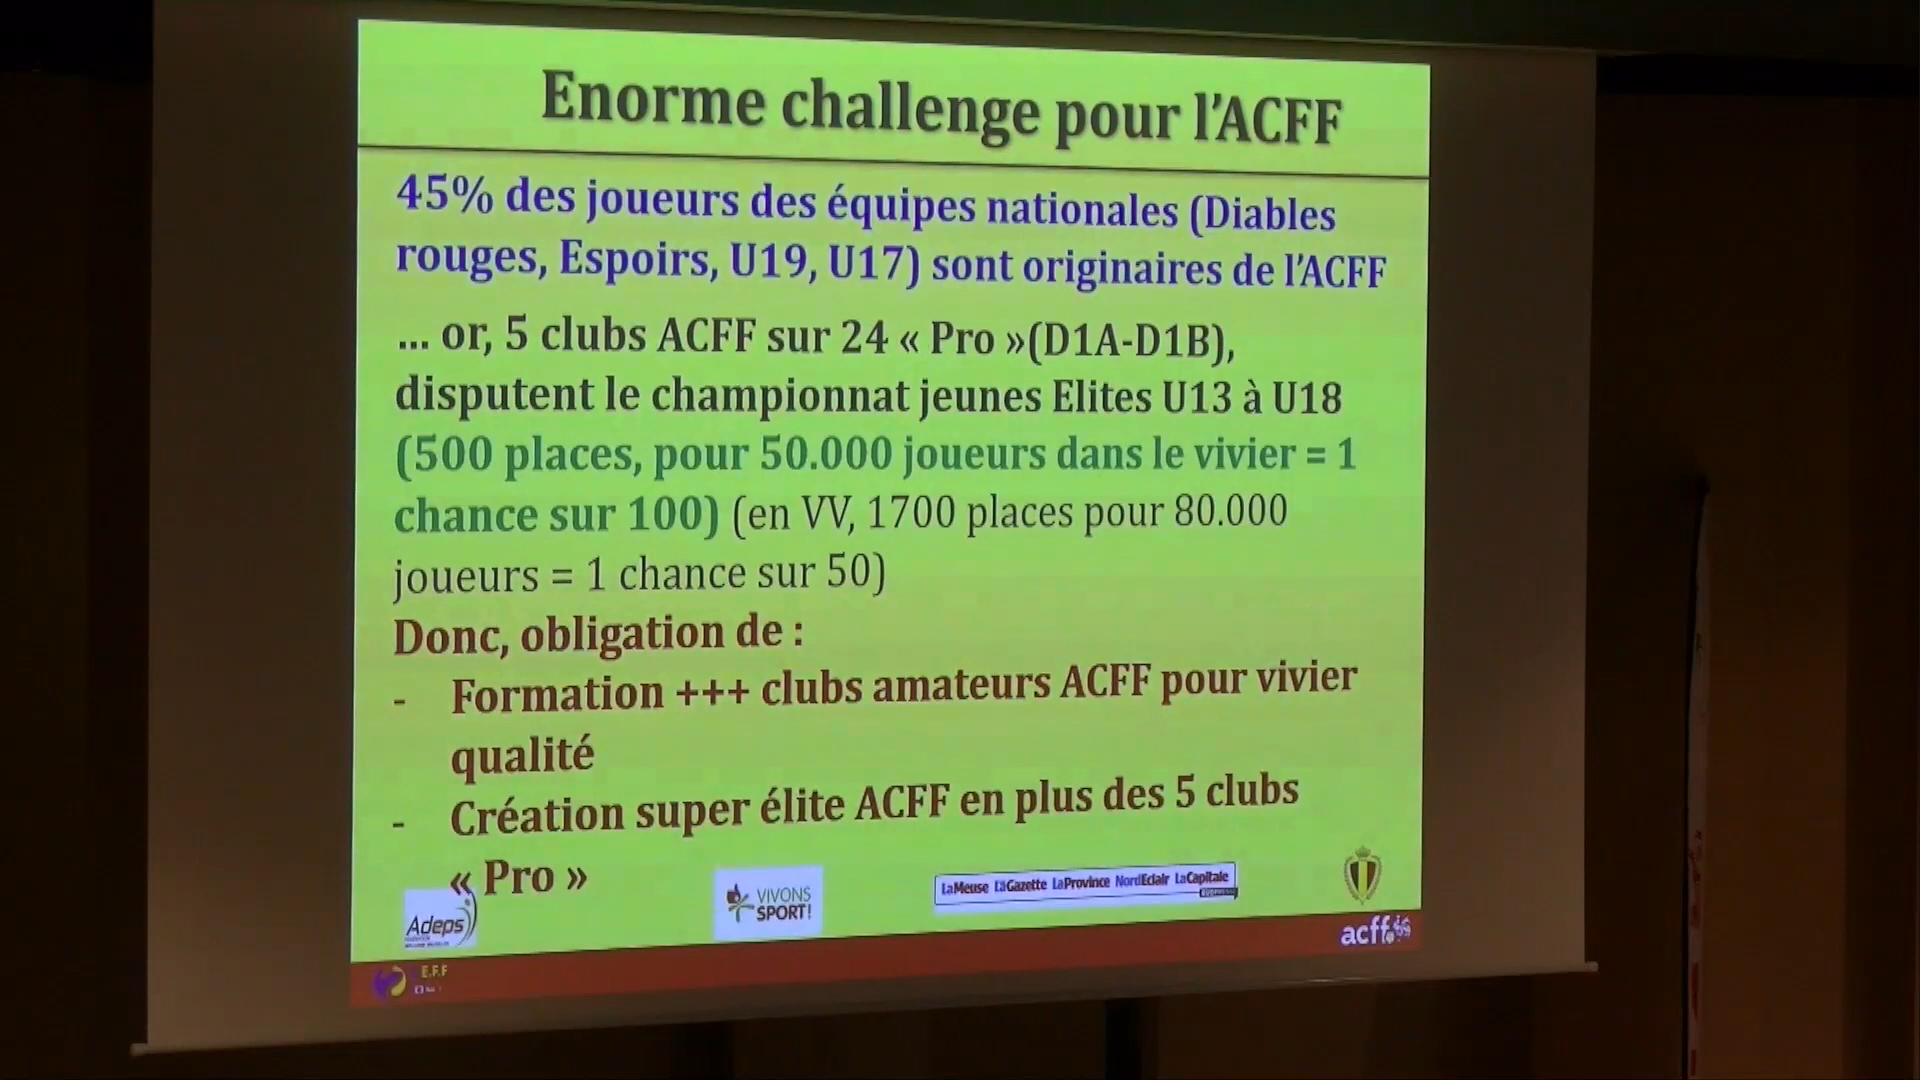 Enorme challenge pour l'ACFF
45% des joueurs des équipes nationales (Diables
rouges, Espoirs, U19, U17) sont originaires de l'ACFF
... or, 5 clubs ACFF sur 24 « Pro »(D1A-D1B),
disputent le championnat jeunes Elites U13 à U18
(500 places, pour 50.000 joueurs dans le vivier = 1
chance sur 100) (en VV, 1700 places pour 80.000
joueurs = 1 chance sur 50)
Donc, obligation de :
- Formation +++ clubs amateurs ACFF pour vivier
qualité
- Création super élite ACFF en plus des 5 clubs
« Pro »
Adeps
VIVONS
SPORT!
LaMeuse LaGazette LaProvince NordEclair LaCapitale
acff
E.F.F